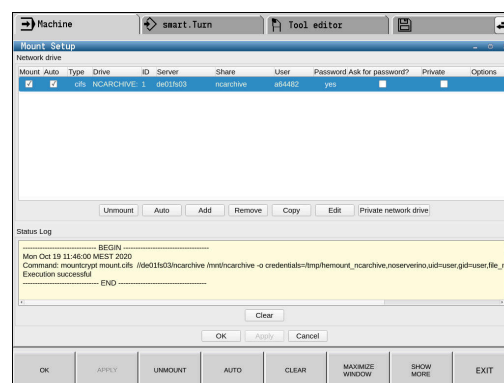 Machine
smart.Turn
Tool editor
Mount Setup
Network drive
Mount Auto Type Drive ID Server Share User Password Ask for password? Private Options
cifs NCARCHIVE: 1 de01fs03 ncarchive a64482 yes
Unmount Auto Add Remove Copy Edit Private network drive
Status Log
------------------------------ BEGIN -----------------------------------
Mon Oct 19 11:46:00 MEST 2020
Command: mountcrypt mount.cifs //de01fs03/ncarchive /mnt/ncarchive -o credentials=/tmp/hemount_ncarchive,noserverino,uid=user,gid=user,file_
Execution successful
------------------------------- END ------------------------------------
Clear
OK Apply Cancel
OK APPLY UNMOUNT AUTO CLEAR MAXIMIZE WINDOW SHOW MORE EXIT